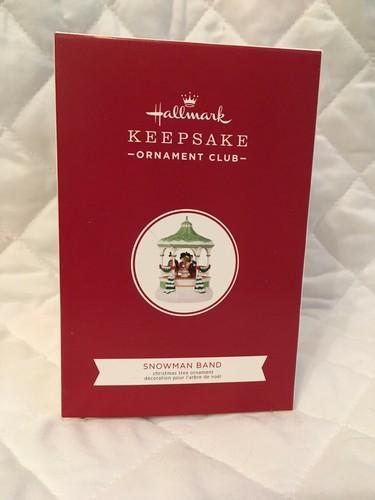 Hallmark
KEEPSAKE
–ORNAMENT CLUB–
SNOWMAN BAND
christmas tree ornament
décoration pour l'arbre de noël